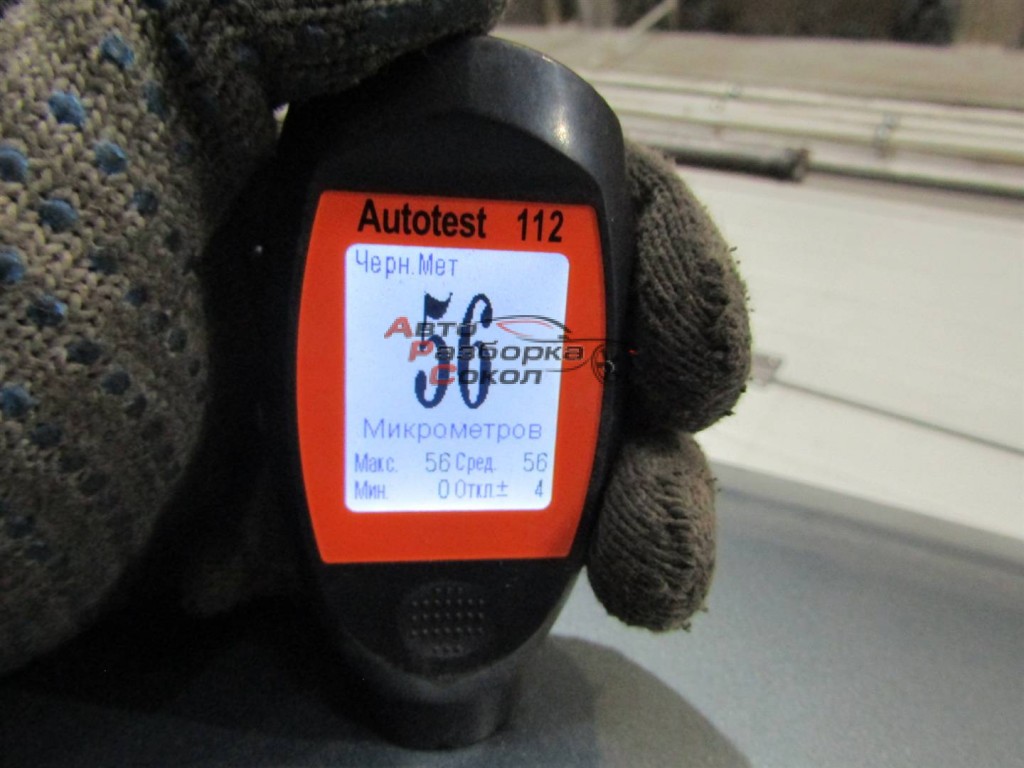 Autotest 112
Черн.Мет
56
Авто
Разборка
Сокол
Микрометров
Макс. 56 Сред. 56
Мин. 0 Откл.± 4